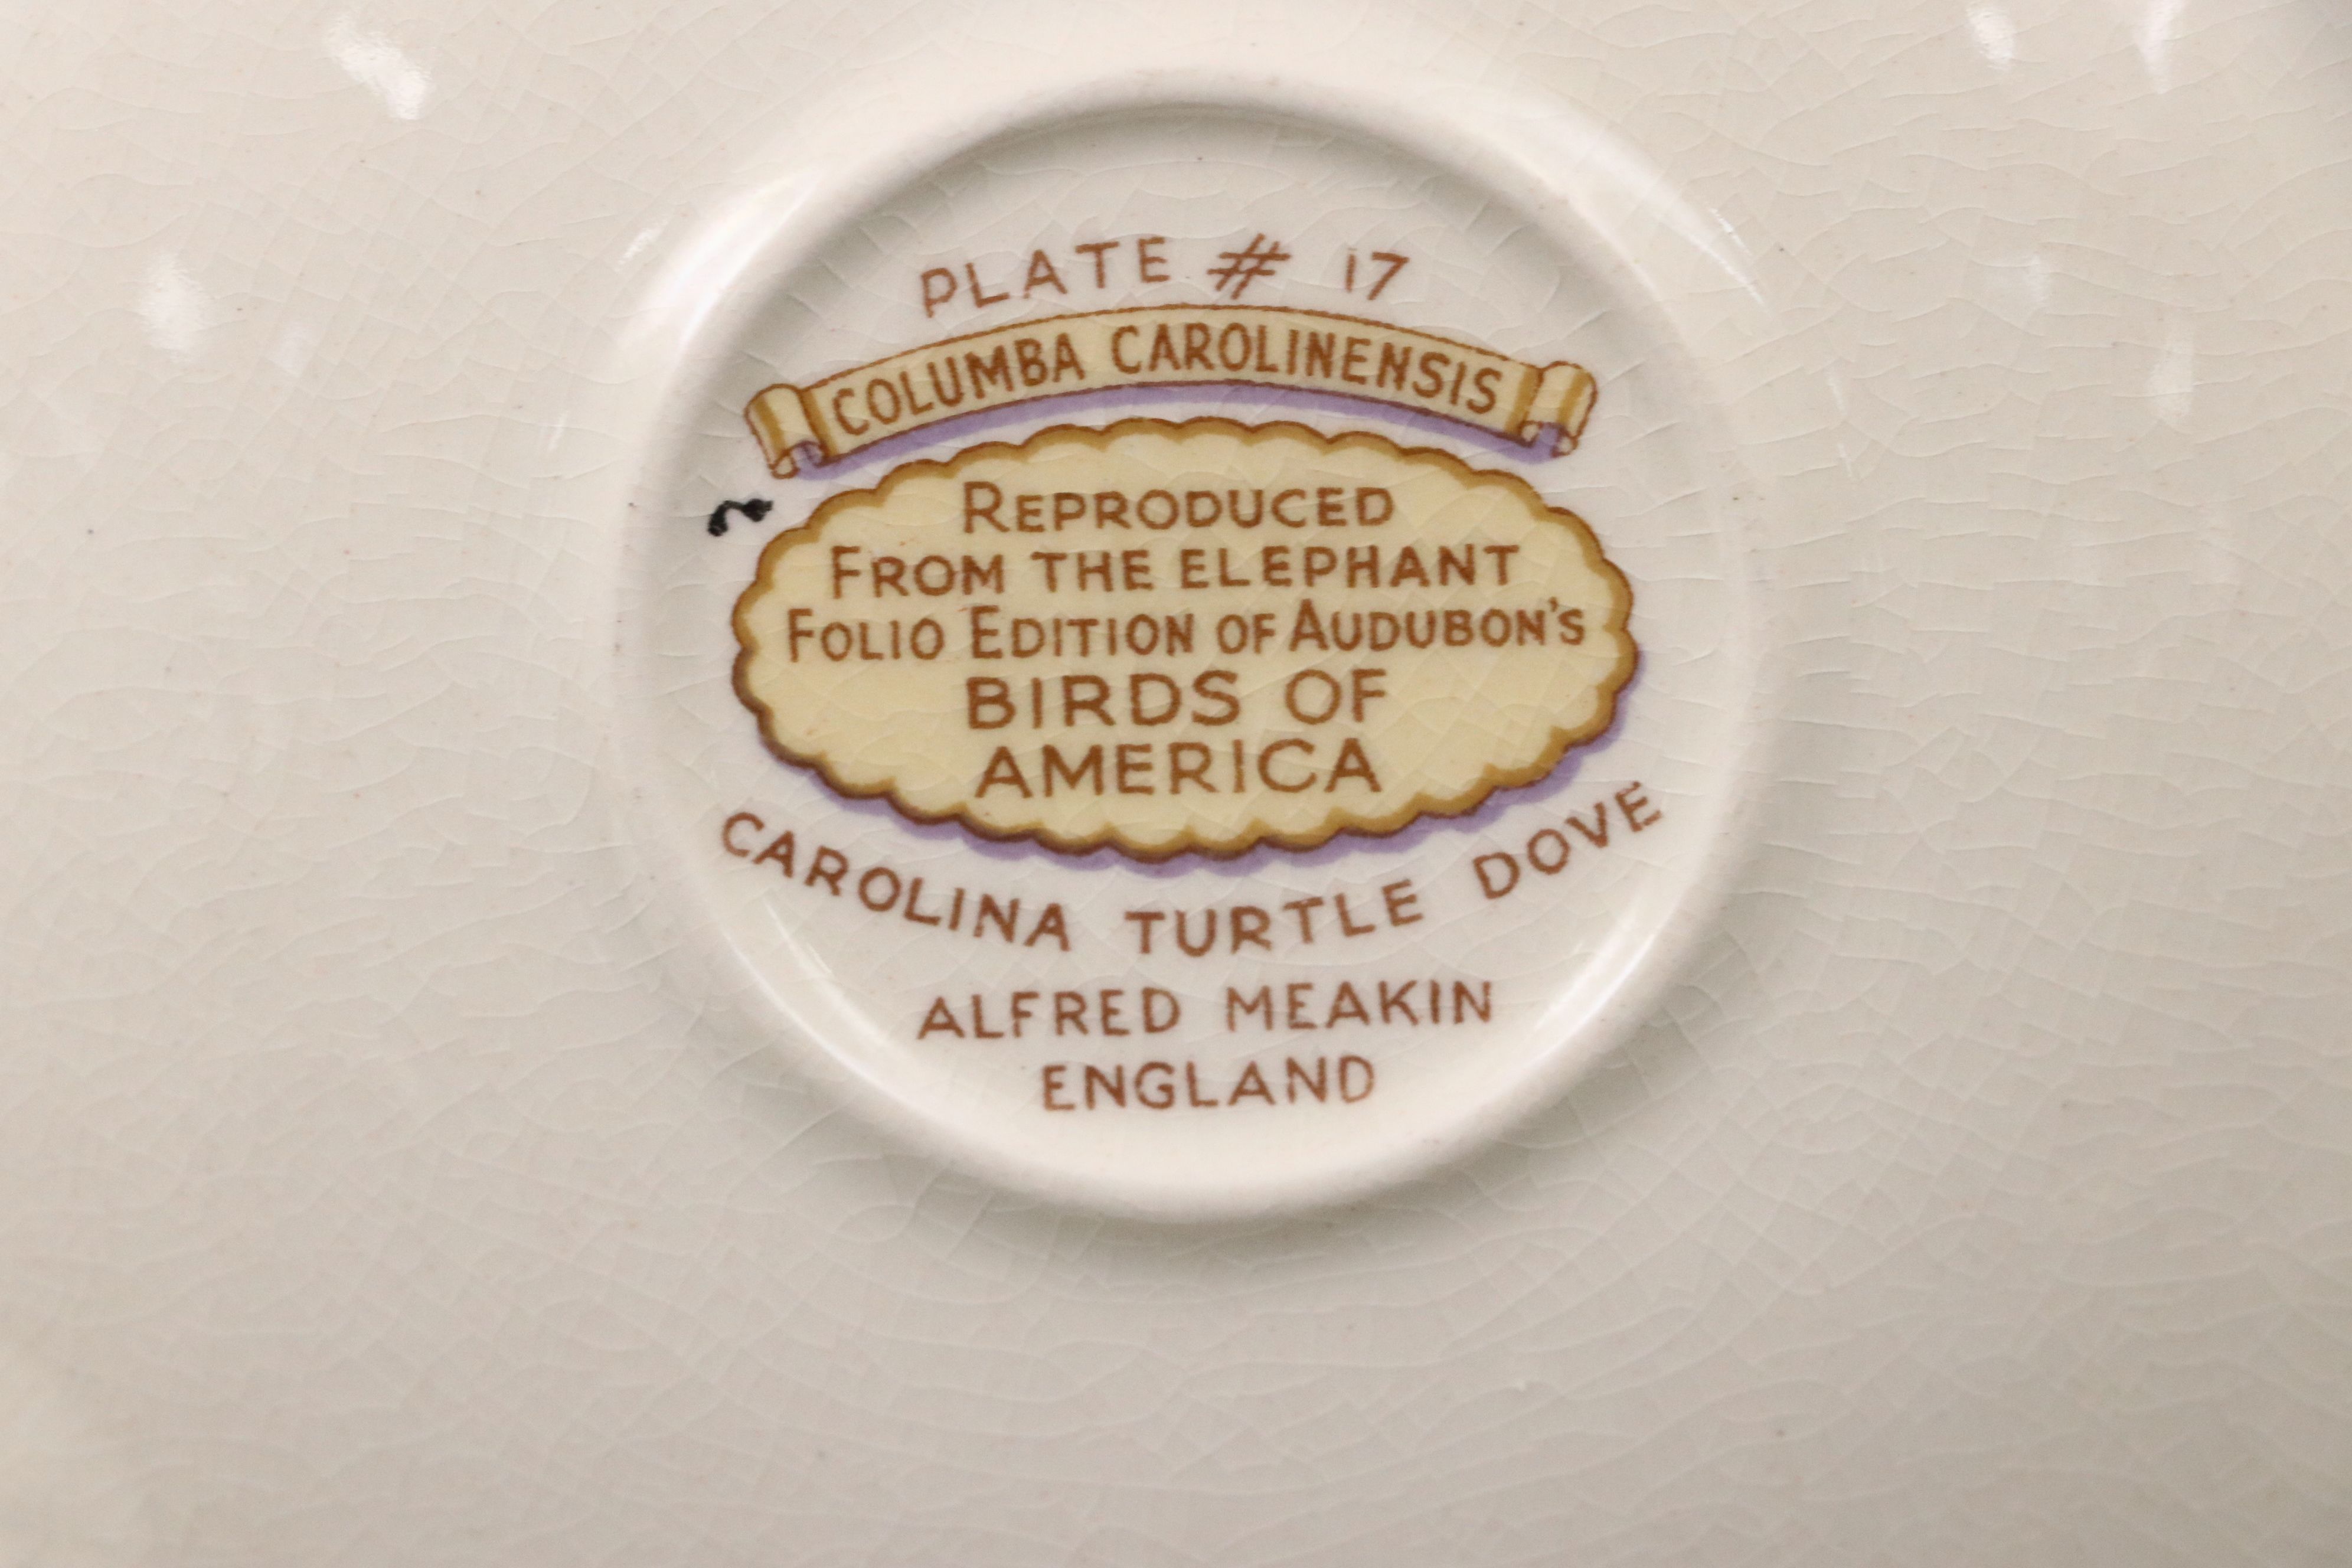 PLATE # 17
COLUMBA CAROLINENSIS
REPRODUCED
FROM THE ELEPHANT
FOLIO EDITION OF AUDUBON'S
BIRDS OF
AMERICA
CAROLINA TURTLE DOVE
ALFRED MEAKIN
ENGLAND